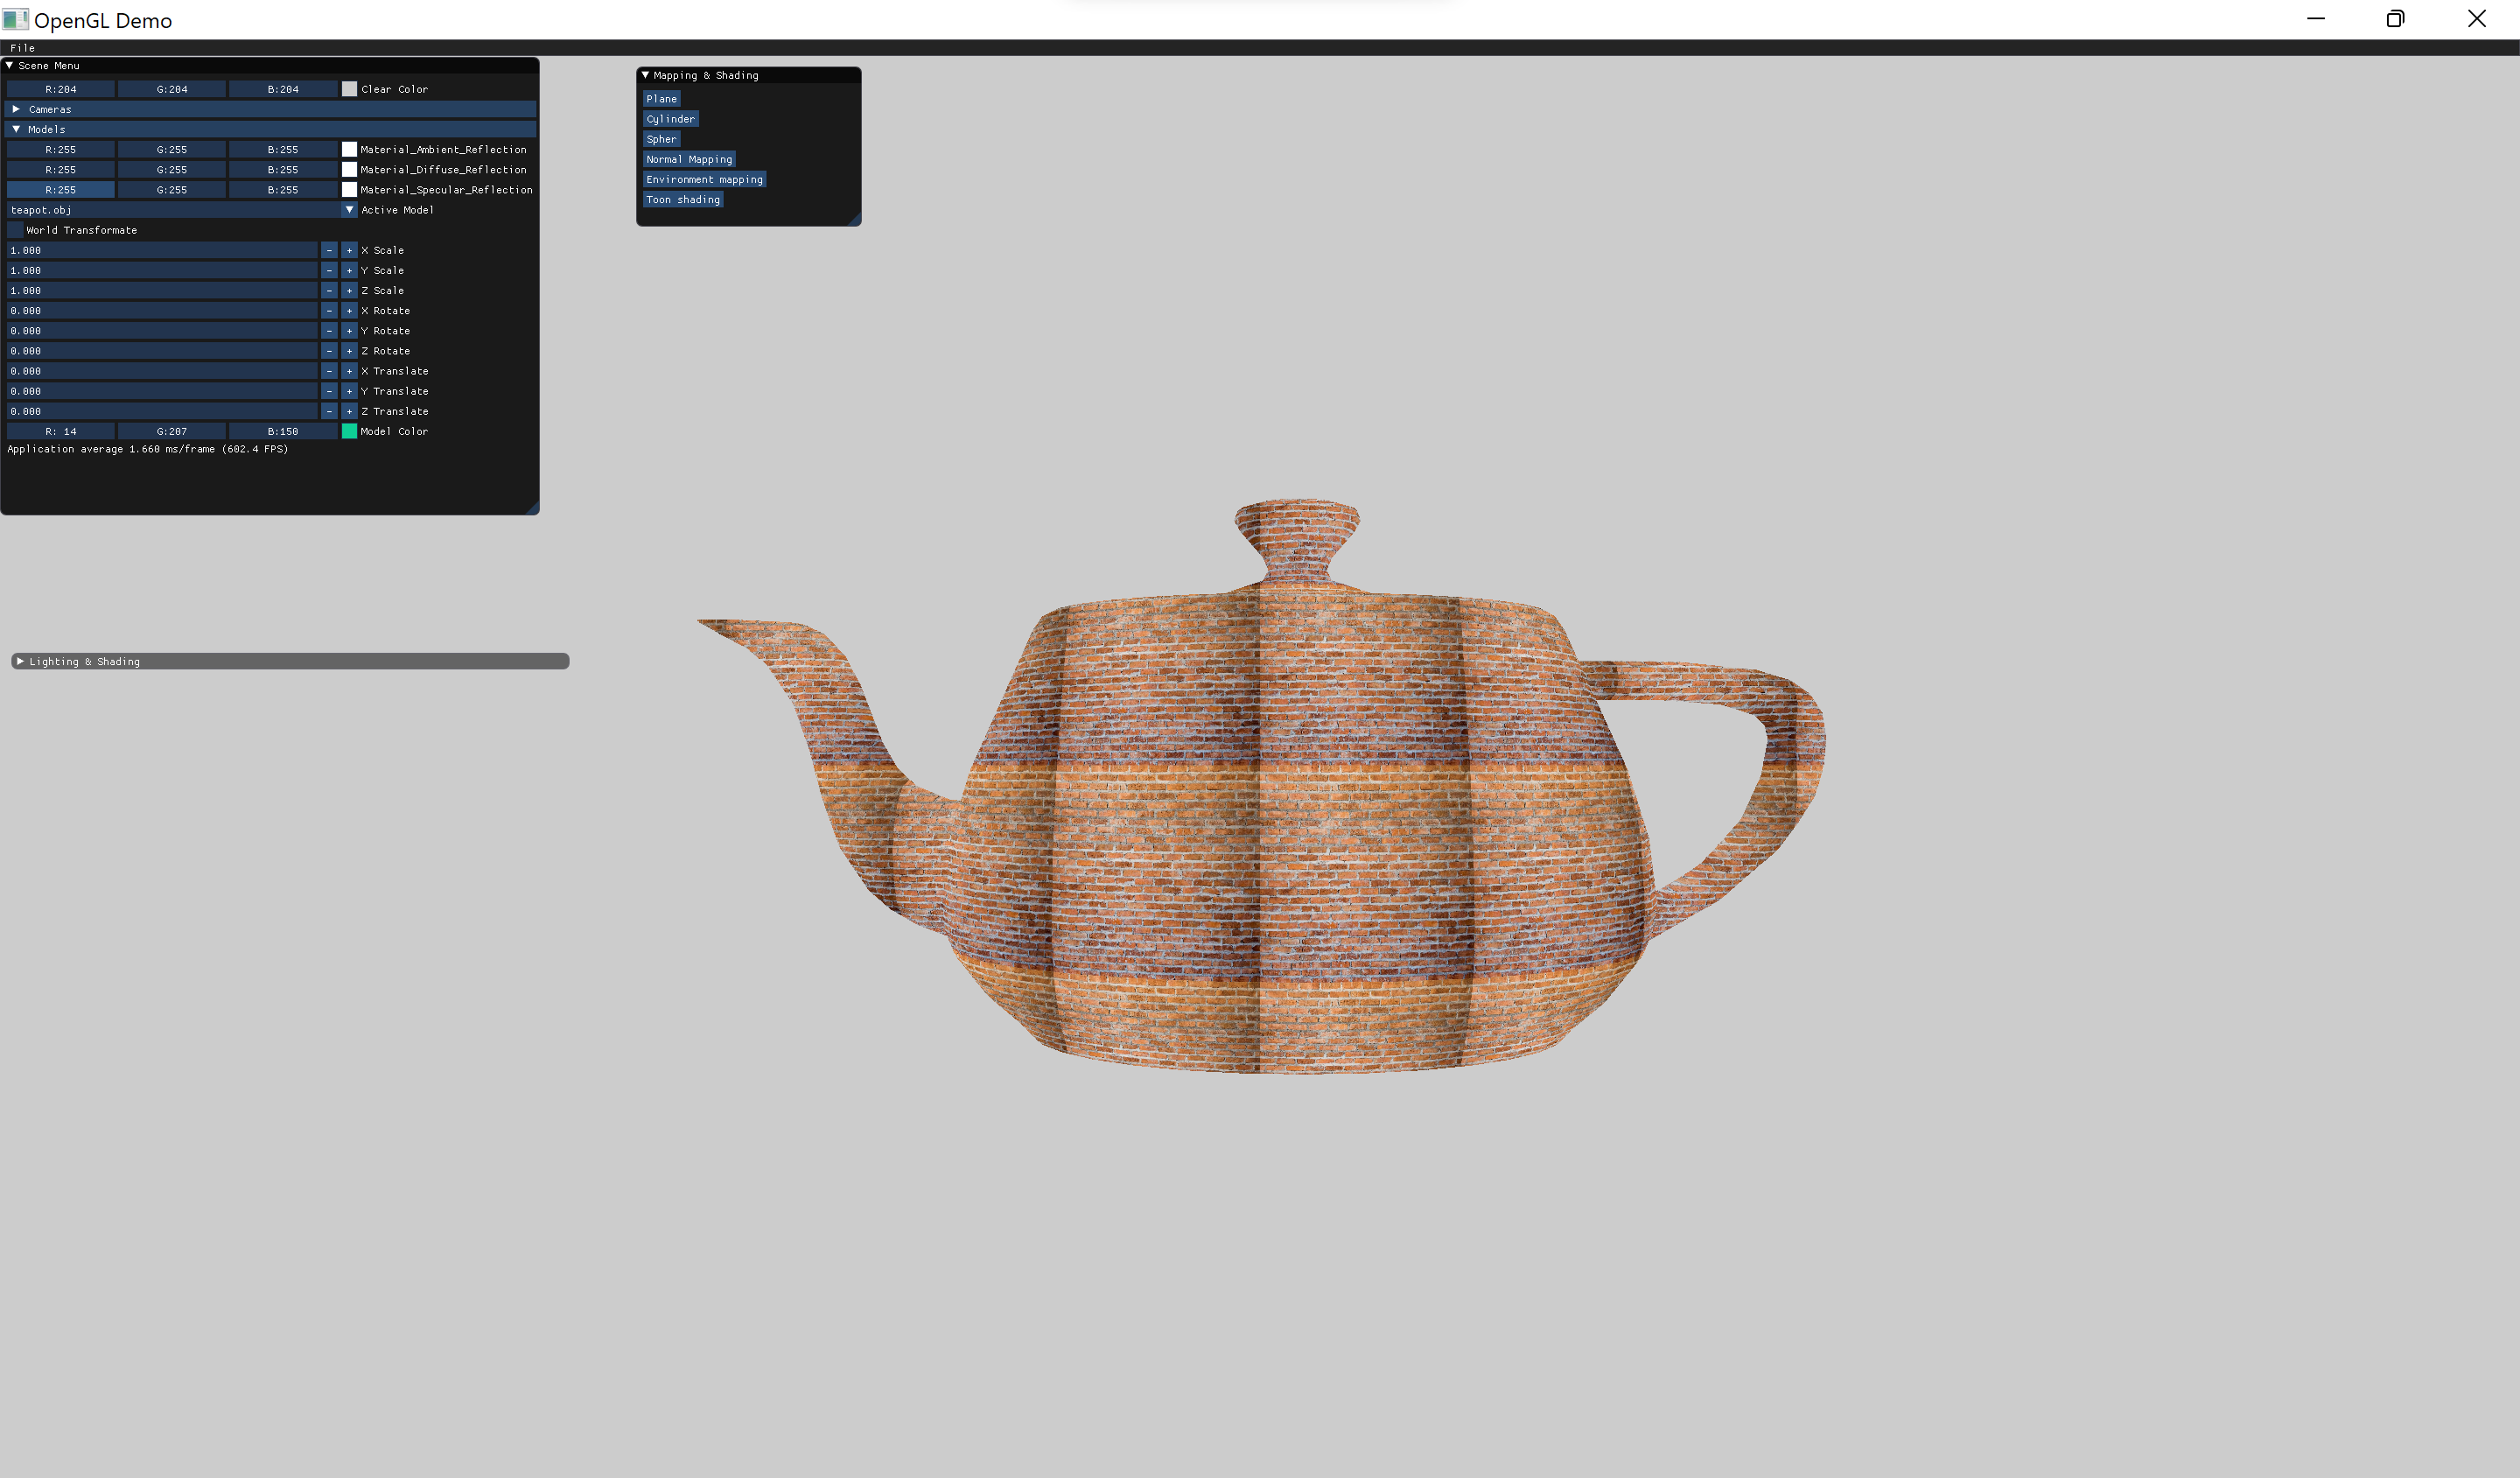 OpenGL Demo
File
Scene Menu
R:204 G:204 B:204 Clear Color
Cameras
Models
R:255 G:255 B:255 Material_Ambient_Reflection
R:255 G:255 B:255 Material_Diffuse_Reflection
R:255 G:255 B:255 Material_Specular_Reflection
teapot.obj Active Model
World Transformate
1.000 - + X Scale
1.000 - + Y Scale
1.000 - + Z Scale
0.000 - + X Rotate
0.000 - + Y Rotate
0.000 - + Z Rotate
0.000 - + X Translate
0.000 - + Y Translate
0.000 - + Z Translate
R: 14 G:207 B:150 Model Color
Application average 1.660 ms/frame (602.4 FPS)
Mapping & Shading
Plane
Cylinder
Spher
Normal Mapping
Environment mapping
Toon shading
Lighting & Shading